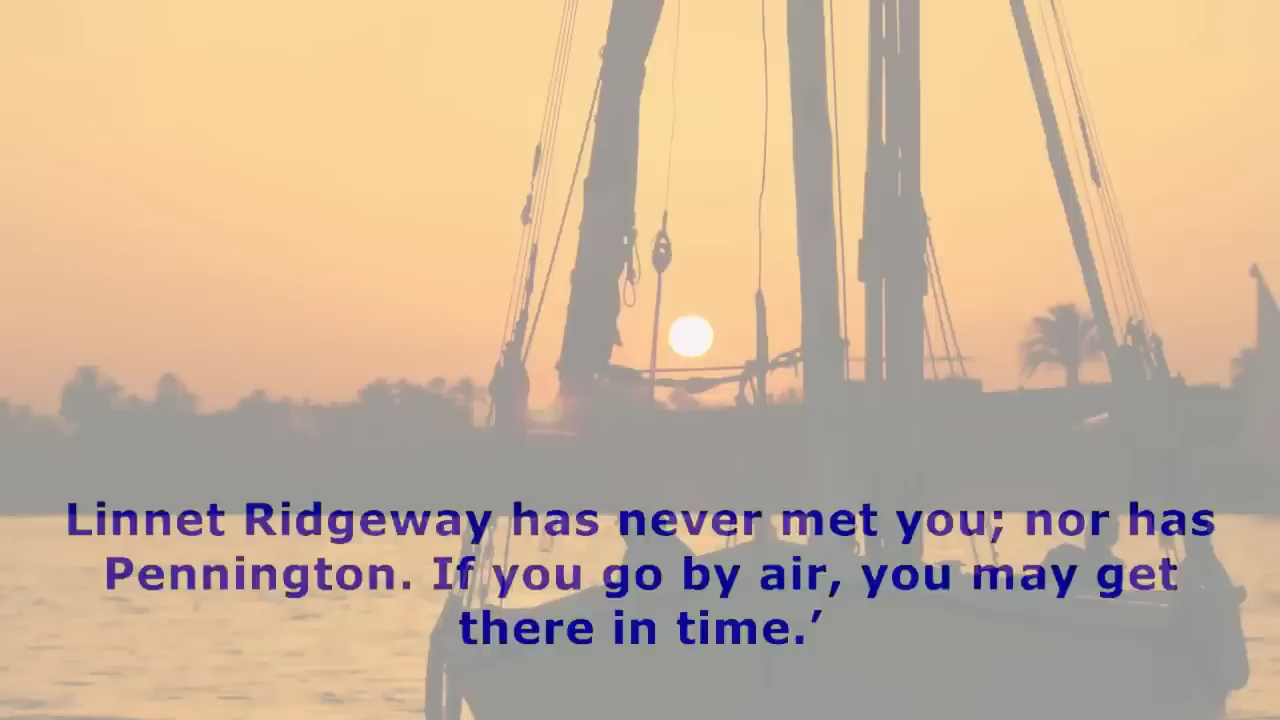 Linnet Ridgeway has never met you; nor has
Pennington. If you go by air, you may get
there in time.’